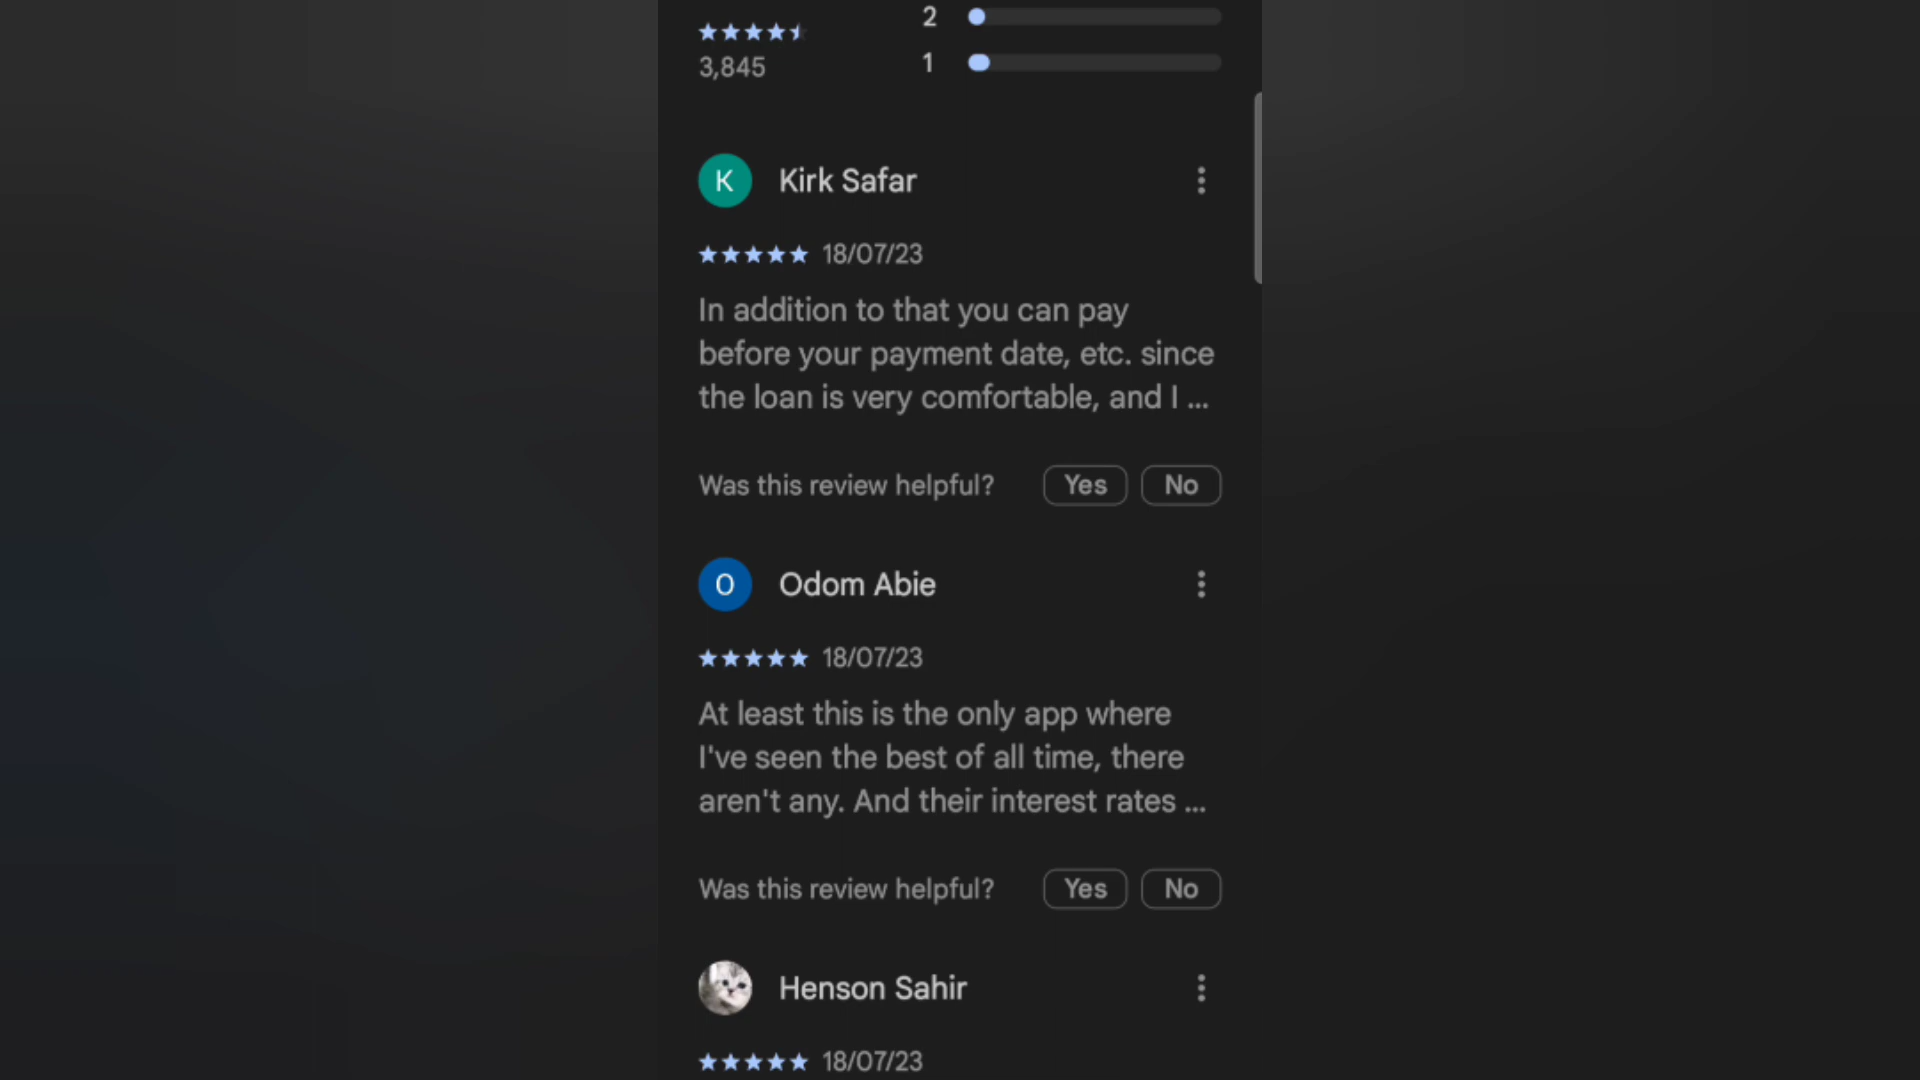 2
3,845
1
K Kirk Safar
18/07/23
In addition to that you can pay
before your payment date, etc. since
the loan is very comfortable, and I ...
Was this review helpful? Yes No
O Odom Abie
18/07/23
At least this is the only app where
I've seen the best of all time, there
aren't any. And their interest rates ...
Was this review helpful? Yes No
Henson Sahir
18/07/23